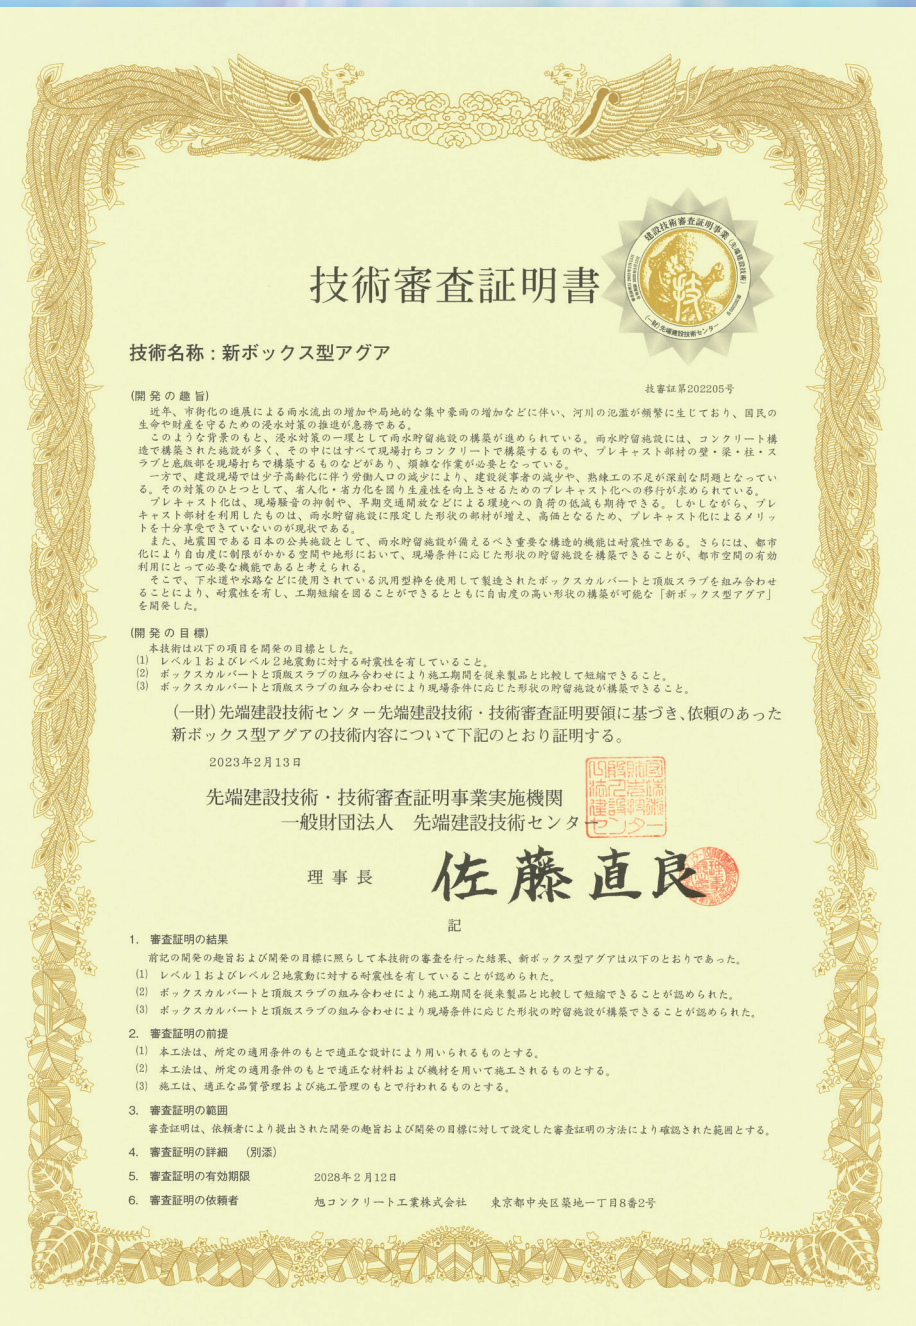 建設技術審査証明事業(先端建設技術)
(一財)先端建設技術センター
技術審査証明書
技術名称：新ボックス型アグア
技審証第202205号
(開発の趣旨)
近年、市街化の進展による雨水流出の増加や局地的な集中豪雨の増加などに伴い、河川の氾濫が頻繁に生じており、国民の
生命や財産を守るための浸水対策の推進が急務である。
このような背景のもと、浸水対策の一環として雨水貯留施設の構築が進められている。雨水貯留施設には、コンクリート構
造で構築された施設が多く、その中にはすべて現場打ちコンクリートで構築するものや、プレキャスト部材の壁・梁・柱・ス
ラブと底版部を現場打ちで構築するものなどがあり、煩雑な作業が必要となっている。
一方で、建設現場では少子高齢化に伴う労働人口の減少により、建設従事者の減少や、熟練工の不足が深刻な問題となってい
る。その対策のひとつとして、省人化・省力化を図り生産性を向上させるためのプレキャスト化への移行が求められている。
プレキャスト化は、現場騒音の抑制や、早期交通開放などによる環境への負荷の低減も期待できる。しかしながら、プレ
キャスト部材を利用したものは、雨水貯留施設に限定した形状の部材が増え、高価となるため、プレキャスト化によるメリッ
トを十分享受できていないのが現状である。
また、地震国である日本の公共施設として、雨水貯留施設が備えるべき重要な構造的機能は耐震性である。さらには、都市
化により自由度に制限がかかる空間や地形において、現場条件に応じた形状の貯留施設を構築できることが、都市空間の有効
利用にとって必要な機能であると考えられる。
そこで、下水道や水路などに使用されている汎用型枠を使用して製造されたボックスカルバートと頂版スラブを組み合わせ
ることにより、耐震性を有し、工期短縮を図ることができるとともに自由度の高い形状の構築が可能な「新ボックス型アグア」
を開発した。
(開発の目標)
本技術は以下の項目を開発の目標とした。
(1) レベル1およびレベル2地震動に対する耐震性を有していること。
(2) ボックスカルバートと頂版スラブの組み合わせにより施工期間を従来製品と比較して短縮できること。
(3) ボックスカルバートと頂版スラブの組み合わせにより現場条件に応じた形状の貯留施設が構築できること。
(一財)先端建設技術センター先端建設技術・技術審査証明要領に基づき、依頼のあった
新ボックス型アグアの技術内容について下記のとおり証明する。
2023年2月13日
先端建設技術・技術審査証明事業実施機関
一般財団法人　先端建設技術センター
理事長　佐藤直良
記
1. 審査証明の結果
前記の開発の趣旨および開発の目標に照らして本技術の審査を行った結果、新ボックス型アグアは以下のとおりであった。
(1) レベル1およびレベル2地震動に対する耐震性を有していることが認められた。
(2) ボックスカルバートと頂版スラブの組み合わせにより施工期間を従来製品と比較して短縮できることが認められた。
(3) ボックスカルバートと頂版スラブの組み合わせにより現場条件に応じた形状の貯留施設が構築できることが認められた。
2. 審査証明の前提
(1) 本工法は、所定の適用条件のもとで適正な設計により用いられるものとする。
(2) 本工法は、所定の適用条件のもとで適正な材料および機材を用いて施工されるものとする。
(3) 施工は、適正な品質管理および施工管理のもとで行われるものとする。
3. 審査証明の範囲
審査証明は、依頼者により提出された開発の趣旨および開発の目標に対して設定した審査証明の方法により確認された範囲とする。
4. 審査証明の詳細　(別添)
5. 審査証明の有効期限　2028年2月12日
6. 審査証明の依頼者　旭コンクリート工業株式会社　東京都中央区築地一丁目8番2号